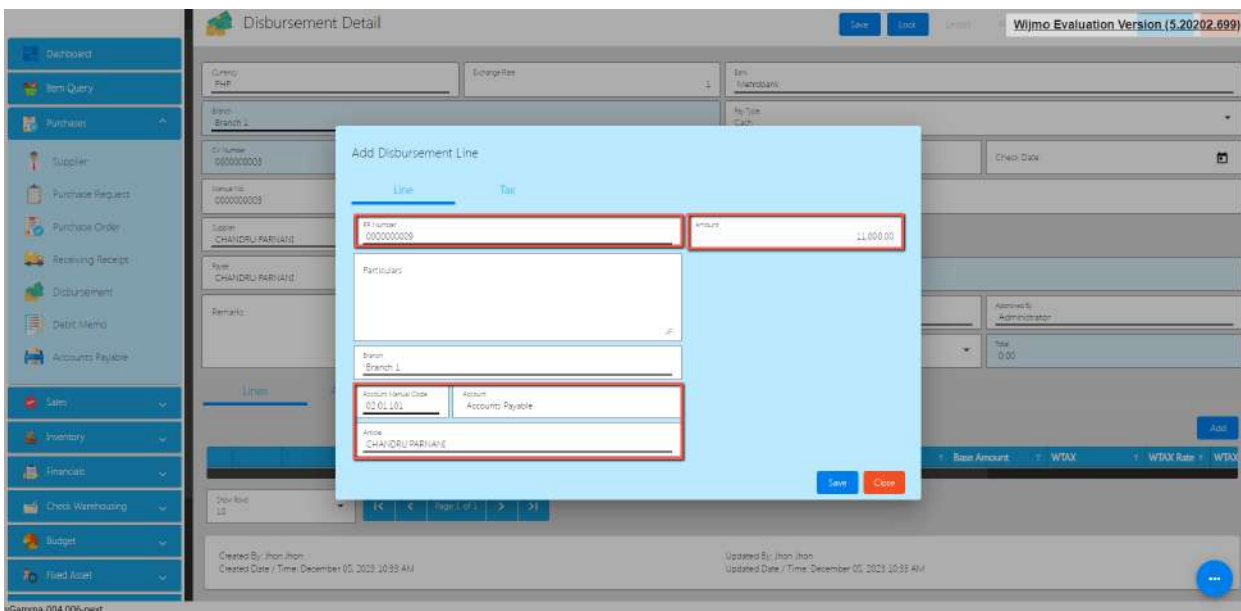 Disbursement Detail
Save
Lock
Wijmo Evaluation Version (5.20202.699)
Dashboard
Item Query
Purchases
Supplier
Purchase Request
Purchase Order
Receiving Receipt
Disbursement
Debit Memo
Accounts Payable
Sales
Inventory
Financials
Check Warehousing
Budget
Fixed Asset
Currency
PHP
Exchange Rate
1
Bank
Metrobank
Branch
Branch 1
Pay Type
Cash
CV Number
0000000003
Check Date
Manual No.
0000000003
Supplier
CHANDRU PARNANI
Payee
CHANDRU PARNANI
Remarks
Approved By
Administrator
Total
0.00
Add Disbursement Line
Line
Tax
RR Number
0000000009
Amount
11,000.00
Particulars
Branch
Branch 1
Account Manual Code
02.01.101
Account
Accounts Payable
Article
CHANDRU PARNANI
Save
Close
Lines
Add
Base Amount
WTAX
WTAX Rate
WTAX
Show Rows
10
Page 1 of 1
Created By: Jhon Jhon
Created Date / Time: December 05, 2023 10:33 AM
Updated By: Jhon Jhon
Updated Date / Time: December 05, 2023 10:33 AM